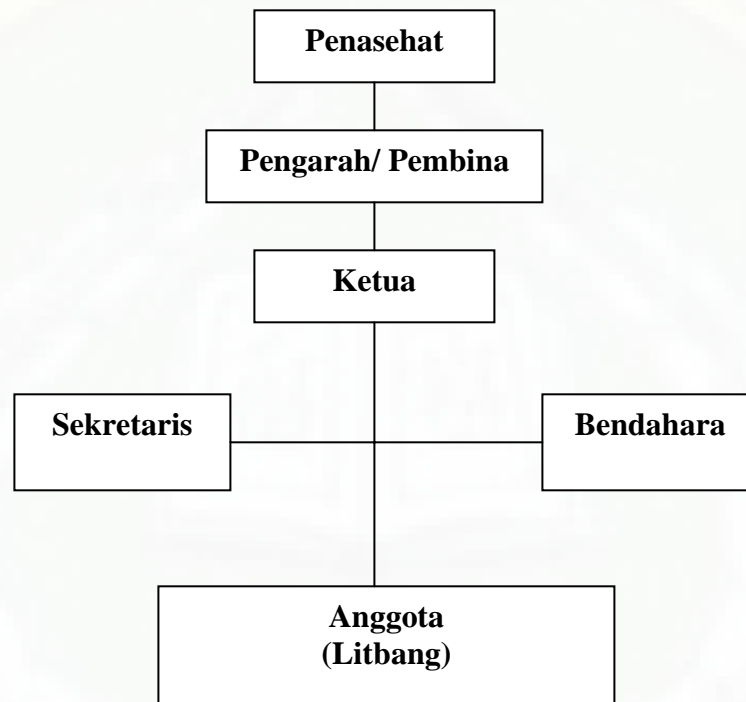 Penasehat
Pengarah/ Pembina
Ketua
Sekretaris
Bendahara
Anggota
(Litbang)